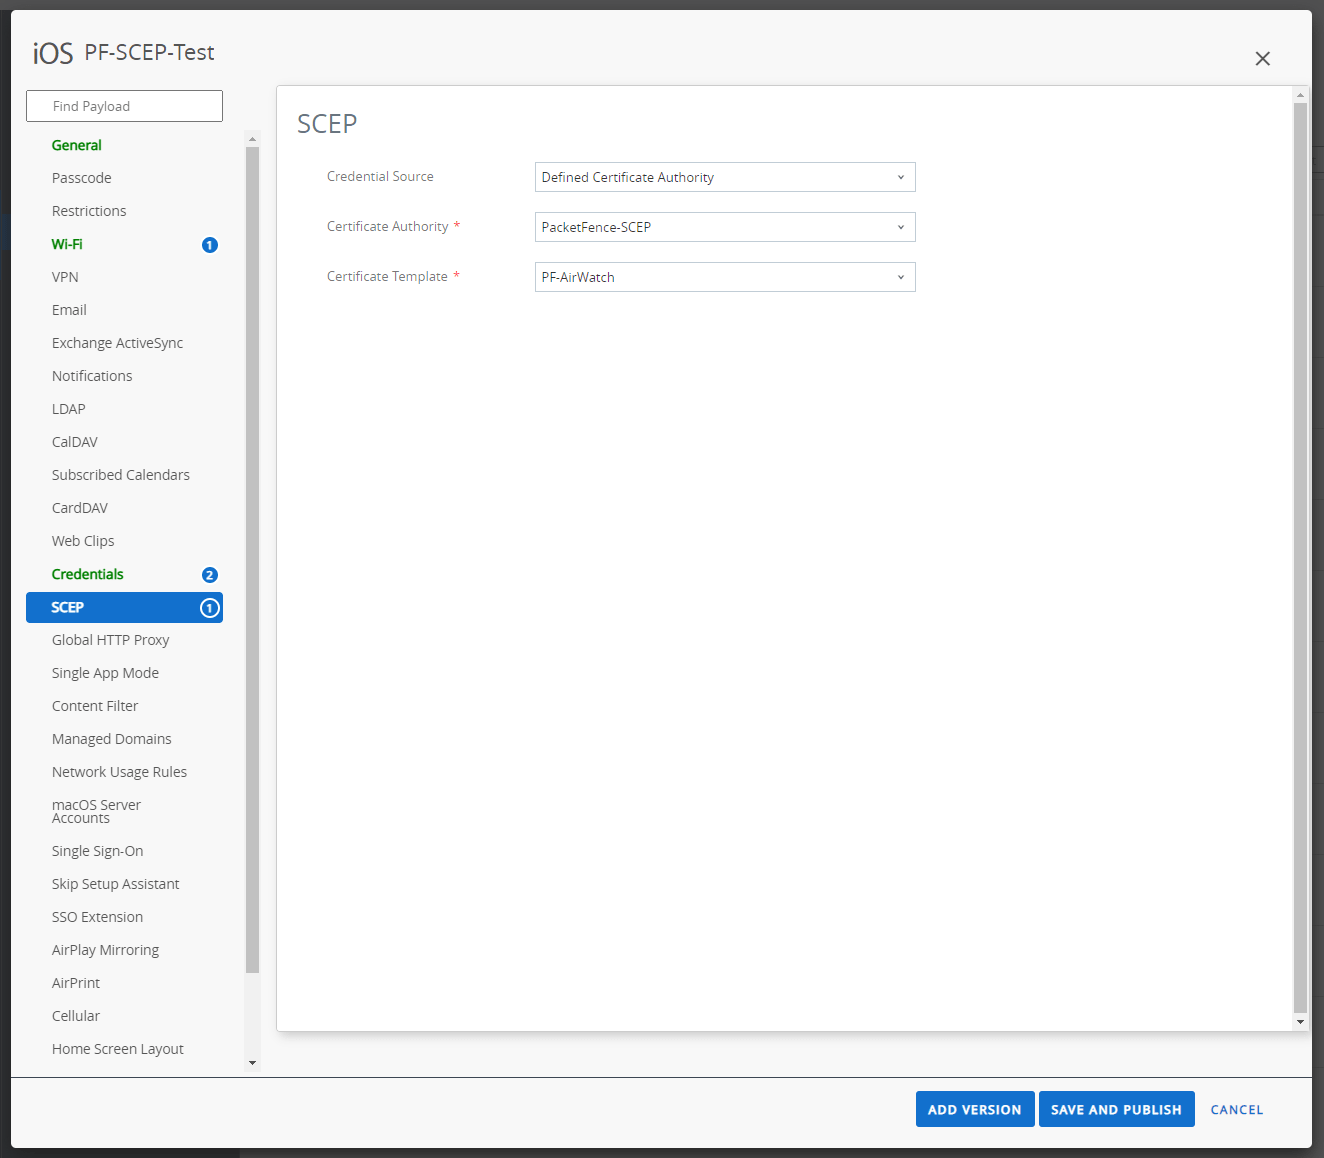 iOS PF-SCEP-Test
Find Payload
General
Passcode
Restrictions
Wi-Fi 1
VPN
Email
Exchange ActiveSync
Notifications
LDAP
CalDAV
Subscribed Calendars
CardDAV
Web Clips
Credentials 2
SCEP 1
Global HTTP Proxy
Single App Mode
Content Filter
Managed Domains
Network Usage Rules
macOS Server
Accounts
Single Sign-On
Skip Setup Assistant
SSO Extension
AirPlay Mirroring
AirPrint
Cellular
Home Screen Layout
SCEP
Credential Source Defined Certificate Authority
Certificate Authority * PacketFence-SCEP
Certificate Template * PF-AirWatch
ADD VERSION SAVE AND PUBLISH CANCEL